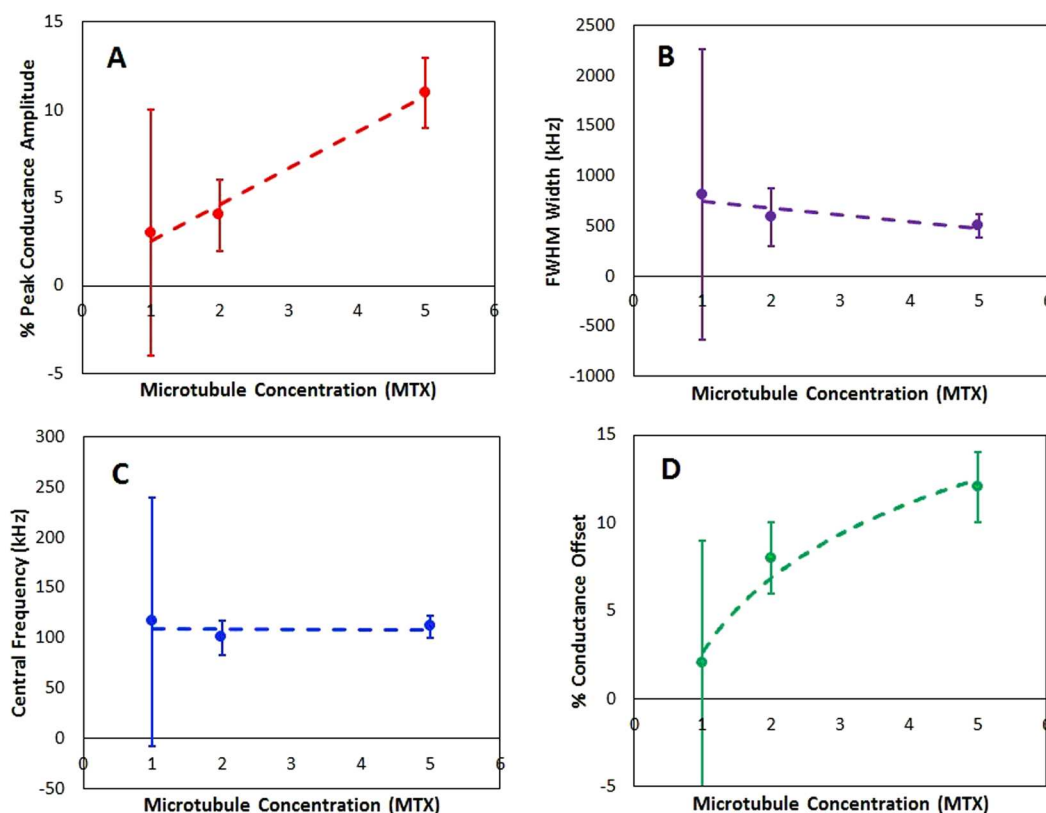 A
% Peak Conductance Amplitude
15
10
5
0
-5
0 1 2 3 4 5 6
Microtubule Concentration (MTX)
B
FWHM Width (kHz)
2500
2000
1500
1000
500
0
-500
-1000
0 1 2 3 4 5 6
Microtubule Concentration (MTX)
C
Central Frequency (kHz)
300
250
200
150
100
50
0
-50
0 1 2 3 4 5 6
Microtubule Concentration (MTX)
D
% Conductance Offset
15
10
5
0
-5
0 1 2 3 4 5 6
Microtubule Concentration (MTX)